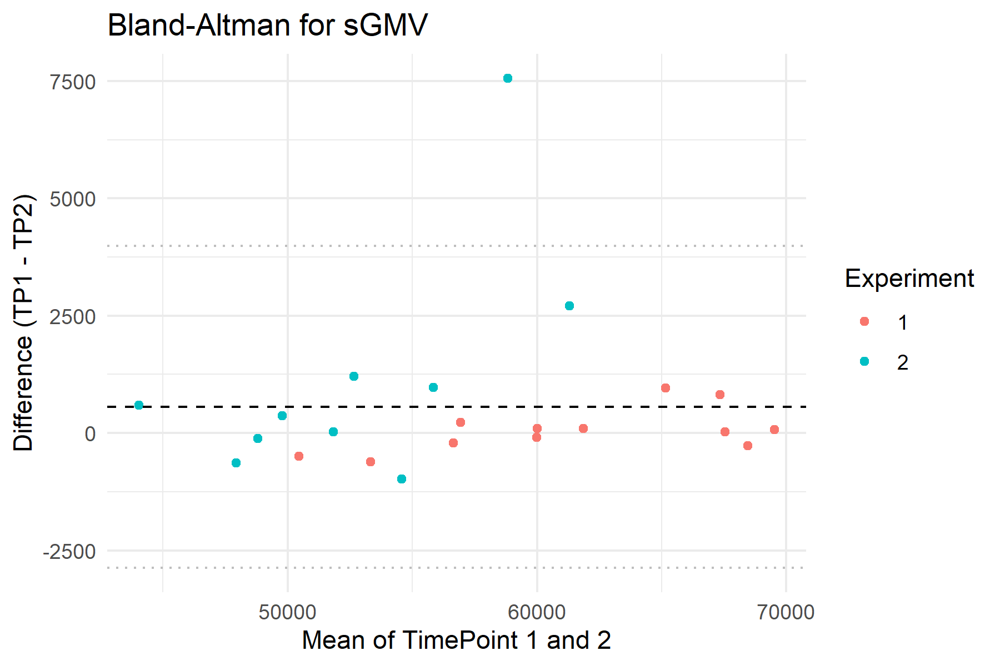 Bland-Altman for sGMV
7500
5000
2500
0
-2500
Difference (TP1 - TP2)
50000
60000
70000
Mean of TimePoint 1 and 2
Experiment
1
2